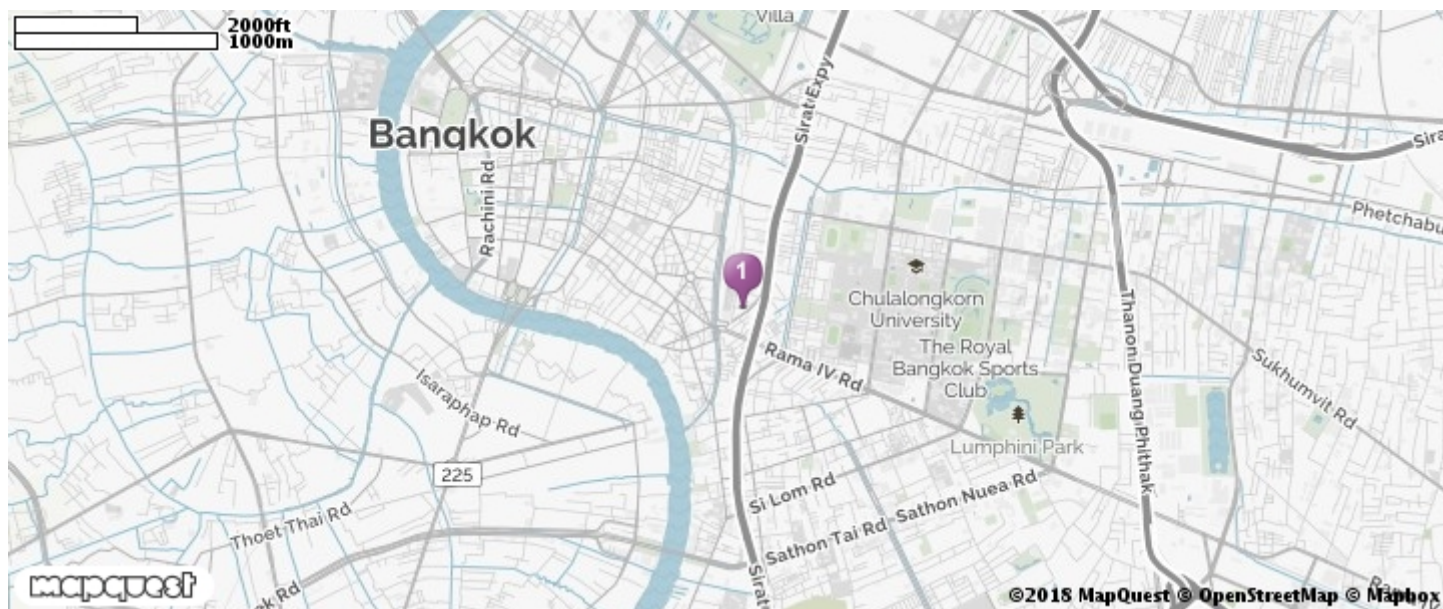 2000ft
1000m
Villa
Bangkok
Rachini Rd
Sirat Expy
Sira
Phetchabu
1
Chulalongkorn
University
The Royal
Bangkok Sports
Club
Rama IV Rd
Thanon Duang Phithak
Sukhumvit Rd
Isaraphap Rd
Lumphini Park
225
Si Lom Rd
Sathon Nuea Rd
Sathon Tai Rd
Thoet Thai Rd
Sirat
ek Rd
mapquest
©2018 MapQuest © OpenStreetMap © Mapbox